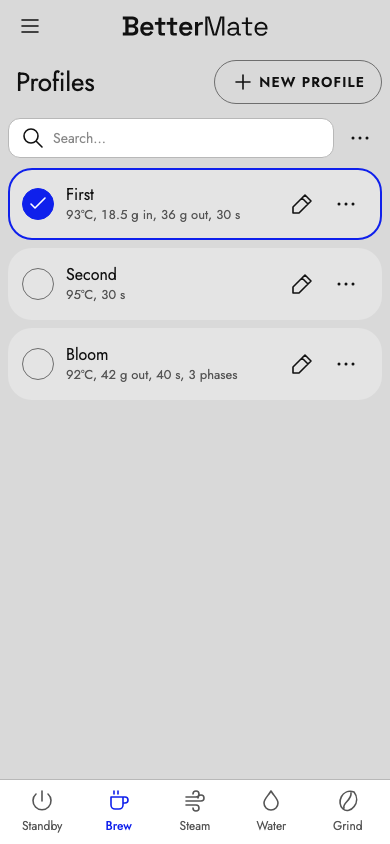 BetterMate
Profiles
NEW PROFILE
Search...
First
93°C, 18.5 g in, 36 g out, 30 s
Second
95°C, 30 s
Bloom
92°C, 42 g out, 40 s, 3 phases
Standby
Brew
Steam
Water
Grind